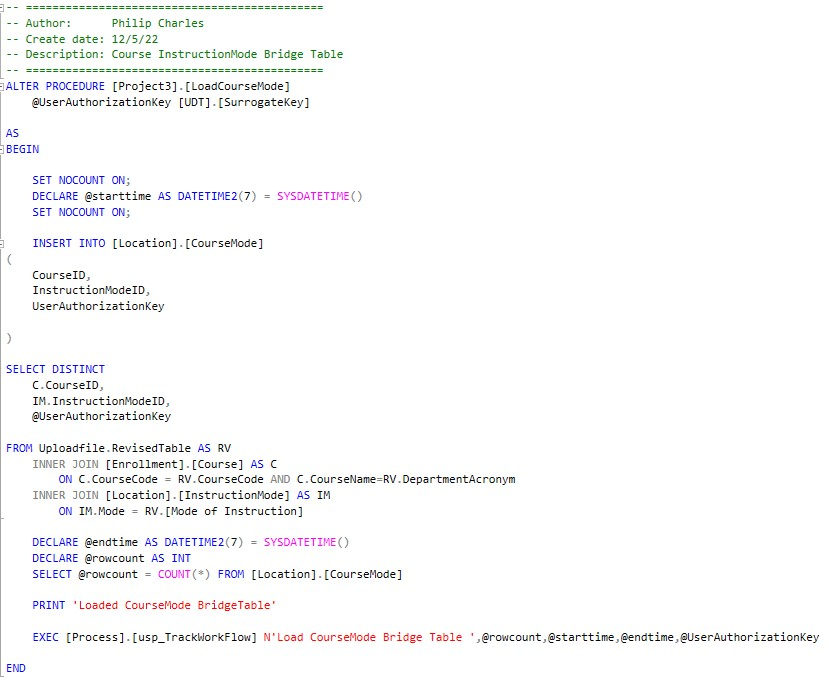 -- =============================================
-- Author:      Philip Charles
-- Create date: 12/5/22
-- Description: Course InstructionMode Bridge Table
-- =============================================
ALTER PROCEDURE [Project3].[LoadCourseMode]
    @UserAuthorizationKey [UDT].[SurrogateKey]

AS
BEGIN

    SET NOCOUNT ON;
    DECLARE @starttime AS DATETIME2(7) = SYSDATETIME()
    SET NOCOUNT ON;

    INSERT INTO [Location].[CourseMode]
(
    CourseID,
    InstructionModeID,
    UserAuthorizationKey

)

SELECT DISTINCT
    C.CourseID,
    IM.InstructionModeID,
    @UserAuthorizationKey

FROM Uploadfile.RevisedTable AS RV
    INNER JOIN [Enrollment].[Course] AS C
        ON C.CourseCode = RV.CourseCode AND C.CourseName=RV.DepartmentAcronym
    INNER JOIN [Location].[InstructionMode] AS IM
        ON IM.Mode = RV.[Mode of Instruction]

    DECLARE @endtime AS DATETIME2(7) = SYSDATETIME()
    DECLARE @rowcount AS INT
    SELECT @rowcount = COUNT(*) FROM [Location].[CourseMode]

    PRINT 'Loaded CourseMode BridgeTable'

    EXEC [Process].[usp_TrackWorkFlow] N'Load CourseMode Bridge Table ',@rowcount,@starttime,@endtime,@UserAuthorizationKey

END